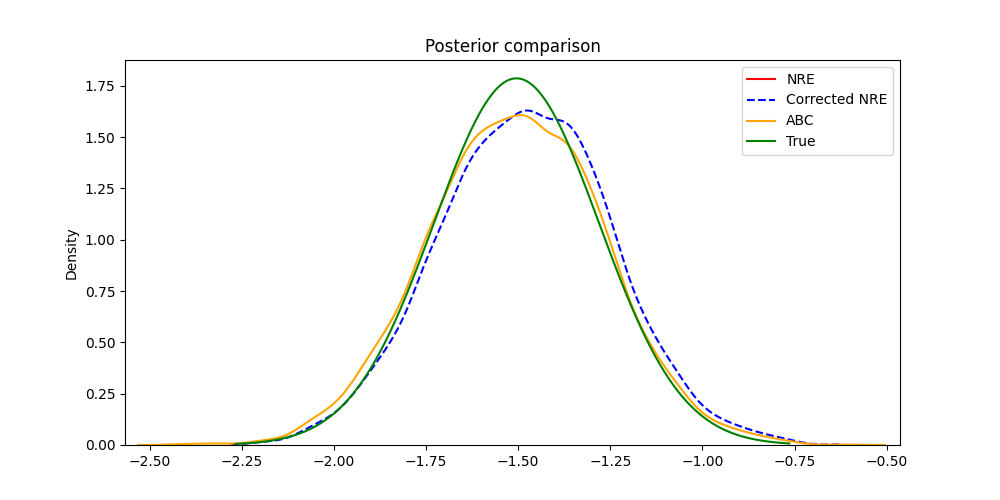 Posterior comparison
NRE
Corrected NRE
ABC
True
Density
1.75
1.50
1.25
1.00
0.75
0.50
0.25
0.00
−2.50 −2.25 −2.00 −1.75 −1.50 −1.25 −1.00 −0.75 −0.50